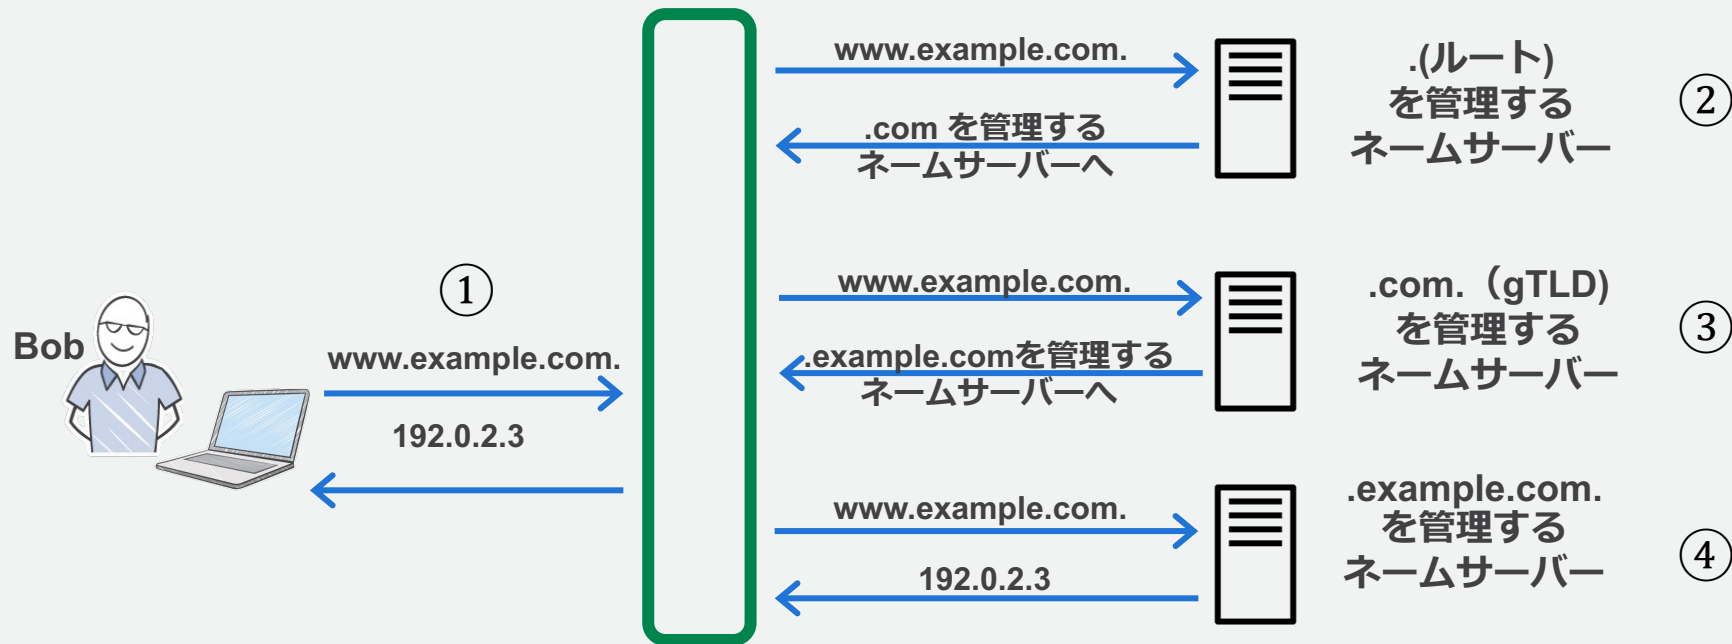 www.example.com.
.com を管理する
ネームサーバーへ
.(ルート)
を管理する
ネームサーバー
②
①
Bob
www.example.com.
192.0.2.3
www.example.com.
.example.comを管理する
ネームサーバーへ
.com.（gTLD)
を管理する
ネームサーバー
③
www.example.com.
192.0.2.3
.example.com.
を管理する
ネームサーバー
④